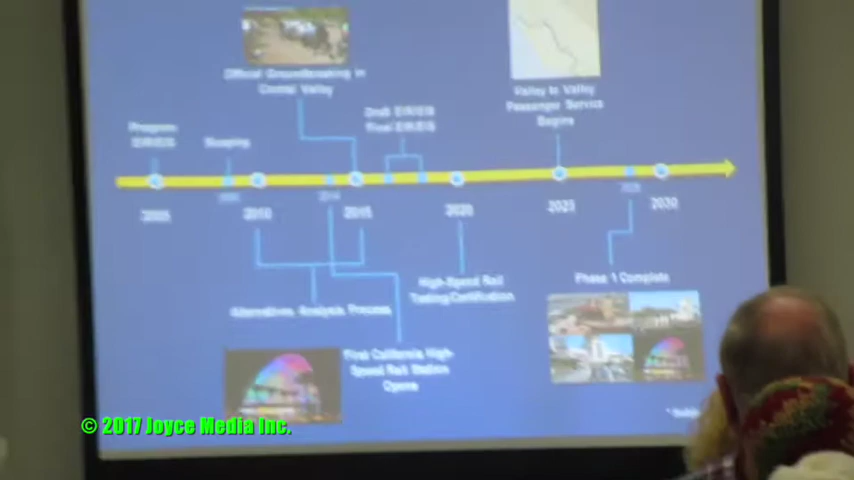 Official Groundbreaking in
Central Valley
Valley to Valley
Passenger Service
Begins
Draft EIR/EIS
Final EIR/EIS
Program
EIR/EIS
Scoping
2005
2010
2014
2015
2020
2025
2030
High-Speed Rail
Testing/Certification
Phase 1 Complete
Alternatives Analysis Process
First California High-
Speed Rail Station
Opens
© 2017 Joyce Media Inc.